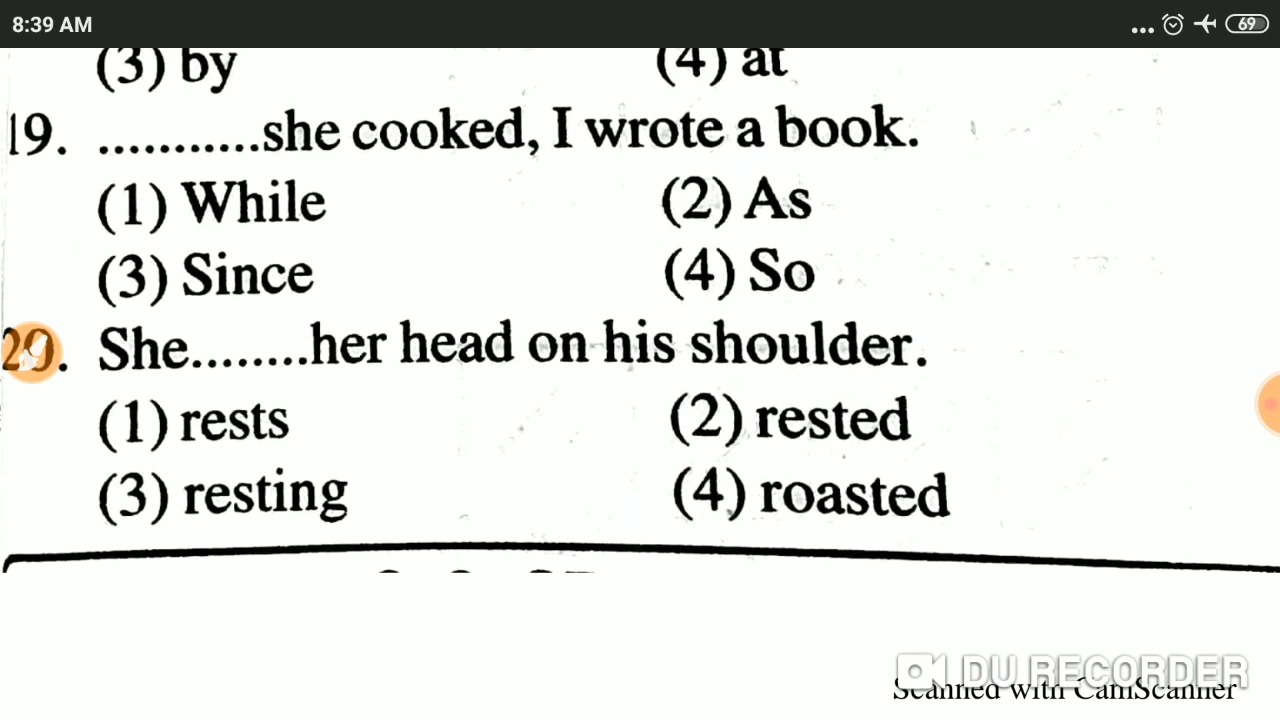 8:39 AM
69
(3) by (4) at
19. ...........she cooked, I wrote a book.
(1) While (2) As
(3) Since (4) So
20. She........her head on his shoulder.
(1) rests (2) rested
(3) resting (4) roasted
DU RECORDER
Scanned with CamScanner